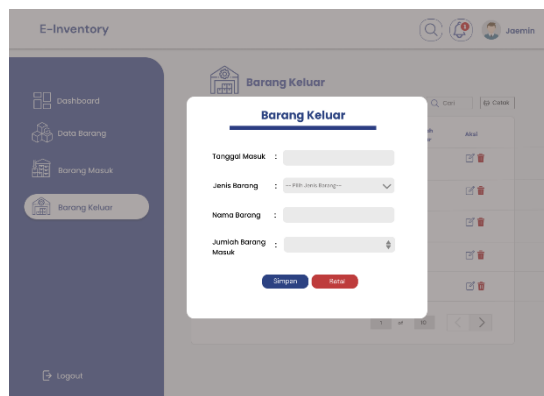 E-Inventory
Jaemin
Dashboard
Data Barang
Barang Masuk
Barang Keluar
Logout
Barang Keluar
Cari
Cetak
Aksi
Barang Keluar
Tanggal Masuk :
Jenis Barang : --Pilih Jenis Barang--
Nama Barang :
Jumlah Barang Masuk :
Simpan
Batal
1 of 10